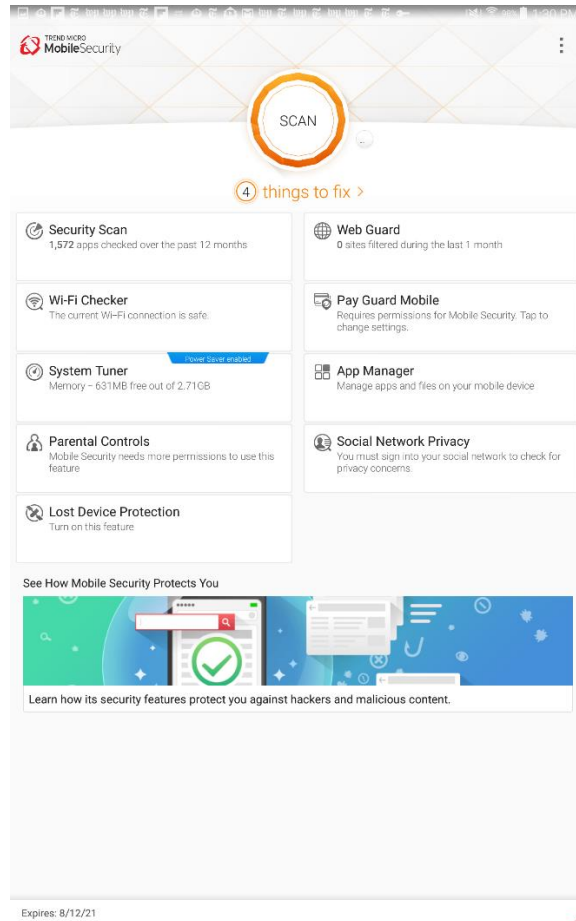 1:30 PM
TREND MICRO
MobileSecurity
SCAN
4 things to fix >
Security Scan
1,572 apps checked over the past 12 months
Web Guard
0 sites filtered during the last 1 month
Wi-Fi Checker
The current Wi-Fi connection is safe.
Pay Guard Mobile
Requires permissions for Mobile Security. Tap to
change settings.
Power Saver enabled
System Tuner
Memory - 631MB free out of 2.71GB
App Manager
Manage apps and files on your mobile device
Parental Controls
Mobile Security needs more permissions to use this
feature
Social Network Privacy
You must sign into your social network to check for
privacy concerns.
Lost Device Protection
Turn on this feature
See How Mobile Security Protects You
Learn how its security features protect you against hackers and malicious content.
Expires: 8/12/21